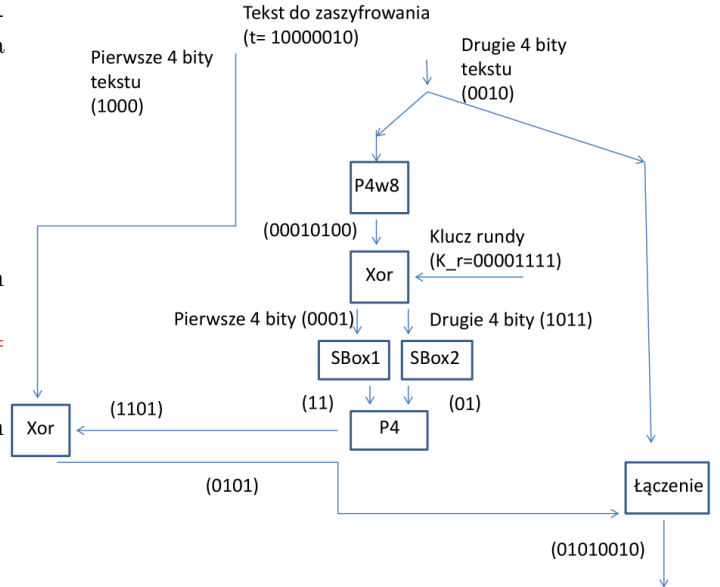 Tekst do zaszyfrowania
(t= 10000010)
Pierwsze 4 bity
tekstu
(1000)
Drugie 4 bity
tekstu
(0010)
P4w8
(00010100)
Klucz rundy
(K_r=00001111)
Xor
Pierwsze 4 bity (0001)
Drugie 4 bity (1011)
SBox1
SBox2
(11)
(01)
(1101)
P4
Xor
(0101)
Łączenie
(01010010)